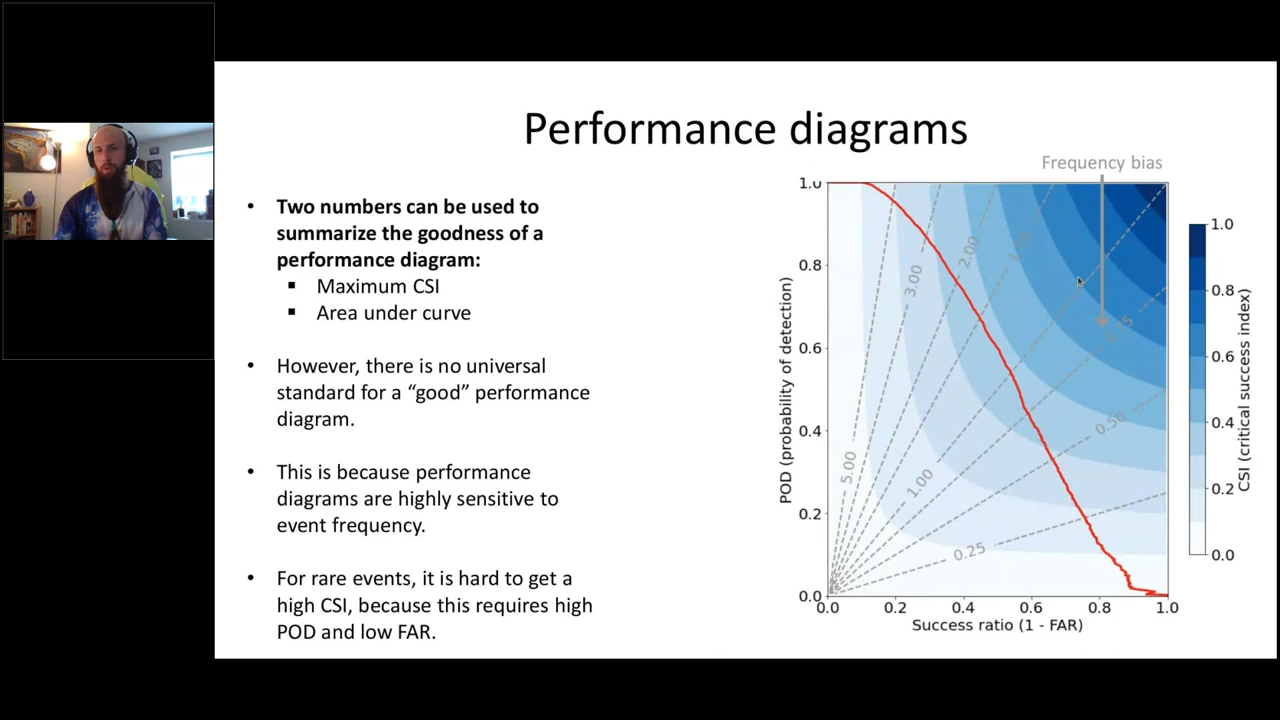 Performance diagrams
• Two numbers can be used to
summarize the goodness of a
performance diagram:
▪ Maximum CSI
▪ Area under curve
• However, there is no universal
standard for a “good” performance
diagram.
• This is because performance
diagrams are highly sensitive to
event frequency.
• For rare events, it is hard to get a
high CSI, because this requires high
POD and low FAR.
Frequency bias
1.0
0.8
0.6
0.4
0.2
0.0
POD (probability of detection)
5.00
3.00
2.00
1.00
0.50
0.25
0.0 0.2 0.4 0.6 0.8 1.0
Success ratio (1 - FAR)
1.0
0.8
0.6
0.4
0.2
0.0
CSI (critical success index)